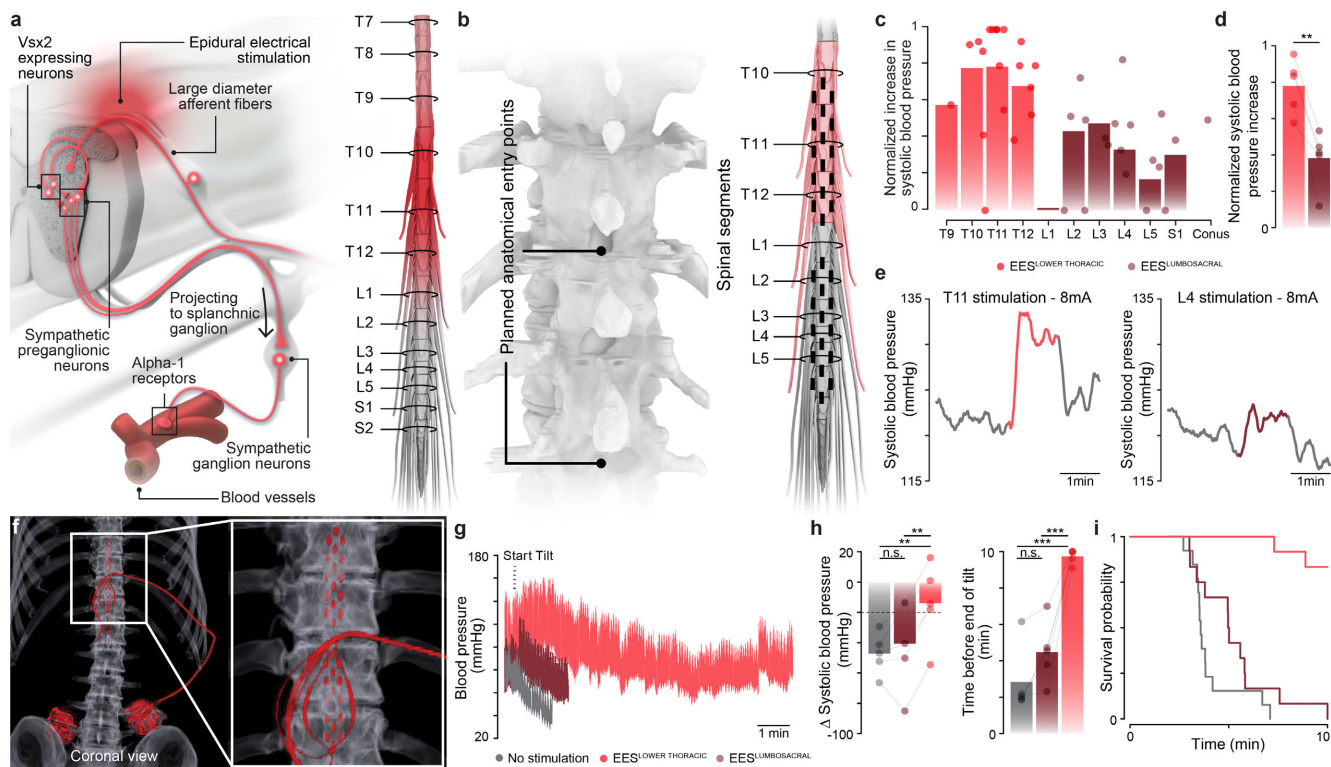 a
Vsx2
expressing
neurons
Epidural electrical
stimulation
Large diameter
afferent fibers
Projecting
to splanchnic
ganglion
Sympathetic
preganglionic
neurons
Alpha-1
receptors
Sympathetic
ganglion neurons
Blood vessels
T7
T8
T9
T10
T11
T12
L1
L2
L3
L4
L5
S1
S2
b
Planned anatomical entry points
Spinal segments
T10
T11
T12
L1
L2
L3
L4
L5
c
Normalized increase in
systolic blood pressure
1
0
T9 T10 T11 T12 L1 L2 L3 L4 L5 S1 Conus
EES LOWER THORACIC EES LUMBOSACRAL
d
Normalized systolic blood
pressure increase
1
0
**
e
T11 stimulation - 8mA
Systolic blood pressure
(mmHg)
135
115
1min
L4 stimulation - 8mA
Systolic blood pressure
(mmHg)
135
115
1min
f
Coronal view
g
Blood pressure
(mmHg)
180
20
Start Tilt
1 min
No stimulation EES LOWER THORACIC EES LUMBOSACRAL
h
Δ Systolic blood pressure
(mmHg)
20
0
-100
**
**
n.s.
Time before end of tilt
(min)
10
0
***
***
n.s.
i
Survival probability
1
0
0 10
Time (min)